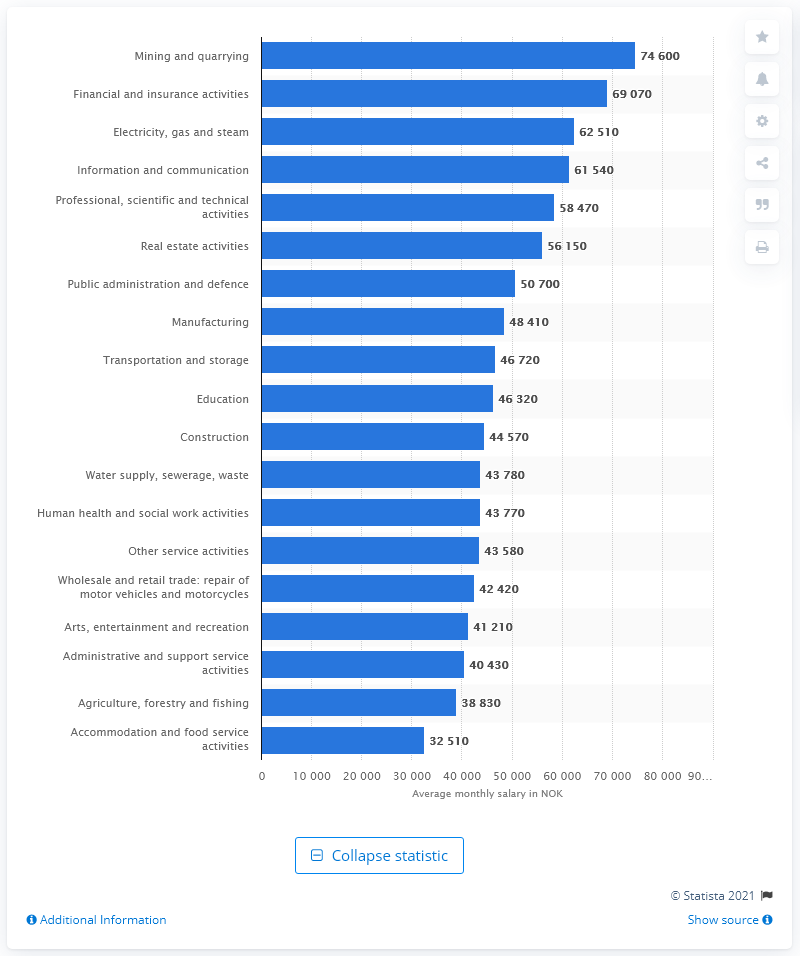 Mining and quarrying 74 600
Financial and insurance activities 69 070
Electricity, gas and steam 62 510
Information and communication 61 540
Professional, scientific and technical
activities 58 470
Real estate activities 56 150
Public administration and defence 50 700
Manufacturing 48 410
Transportation and storage 46 720
Education 46 320
Construction 44 570
Water supply, sewerage, waste 43 780
Human health and social work activities 43 770
Other service activities 43 580
Wholesale and retail trade: repair of
motor vehicles and motorcycles 42 420
Arts, entertainment and recreation 41 210
Administrative and support service
activities 40 430
Agriculture, forestry and fishing 38 830
Accommodation and food service
activities 32 510
0 10 000 20 000 30 000 40 000 50 000 60 000 70 000 80 000 90...
Average monthly salary in NOK
Collapse statistic
© Statista 2021
Additional Information Show source